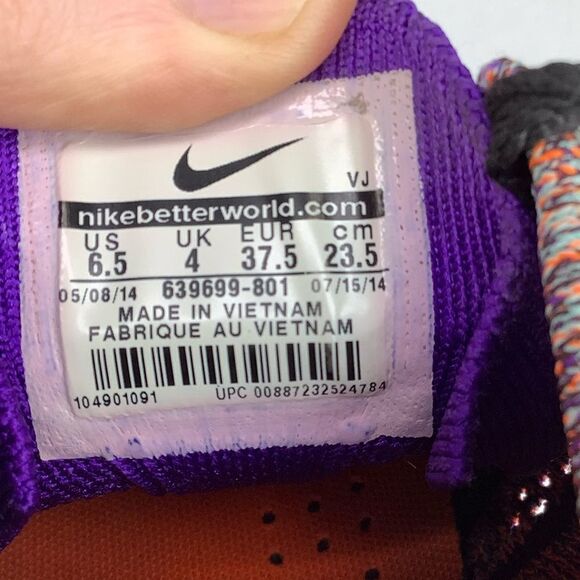 VJ
nikebetterworld.com
US UK EUR cm
6.5 4 37.5 23.5
05/08/14 639699-801 07/15/14
MADE IN VIETNAM
FABRIQUE AU VIETNAM
104901091 UPC 00887232524784